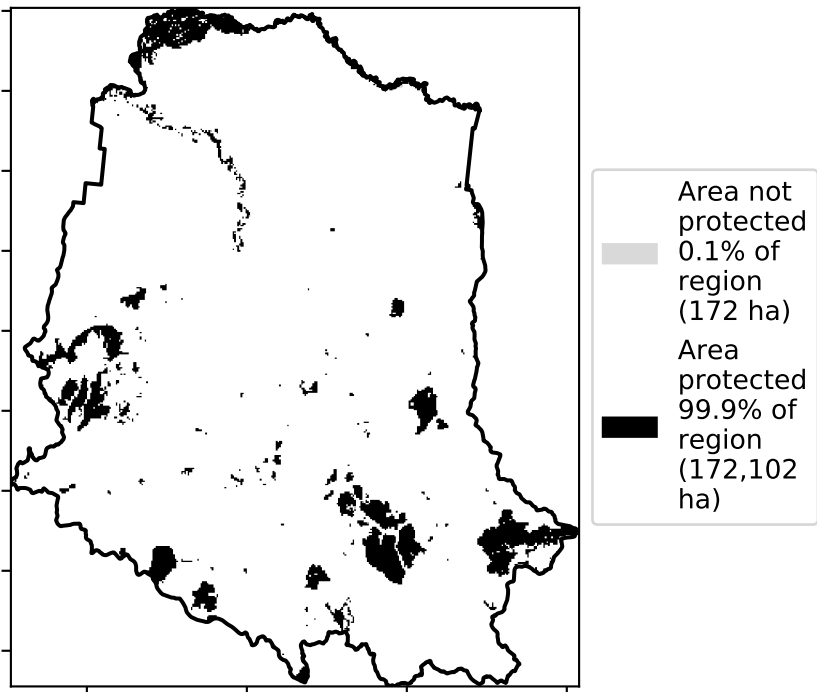 Area not
protected
0.1% of
region
(172 ha)
Area
protected
99.9% of
region
(172,102
ha)